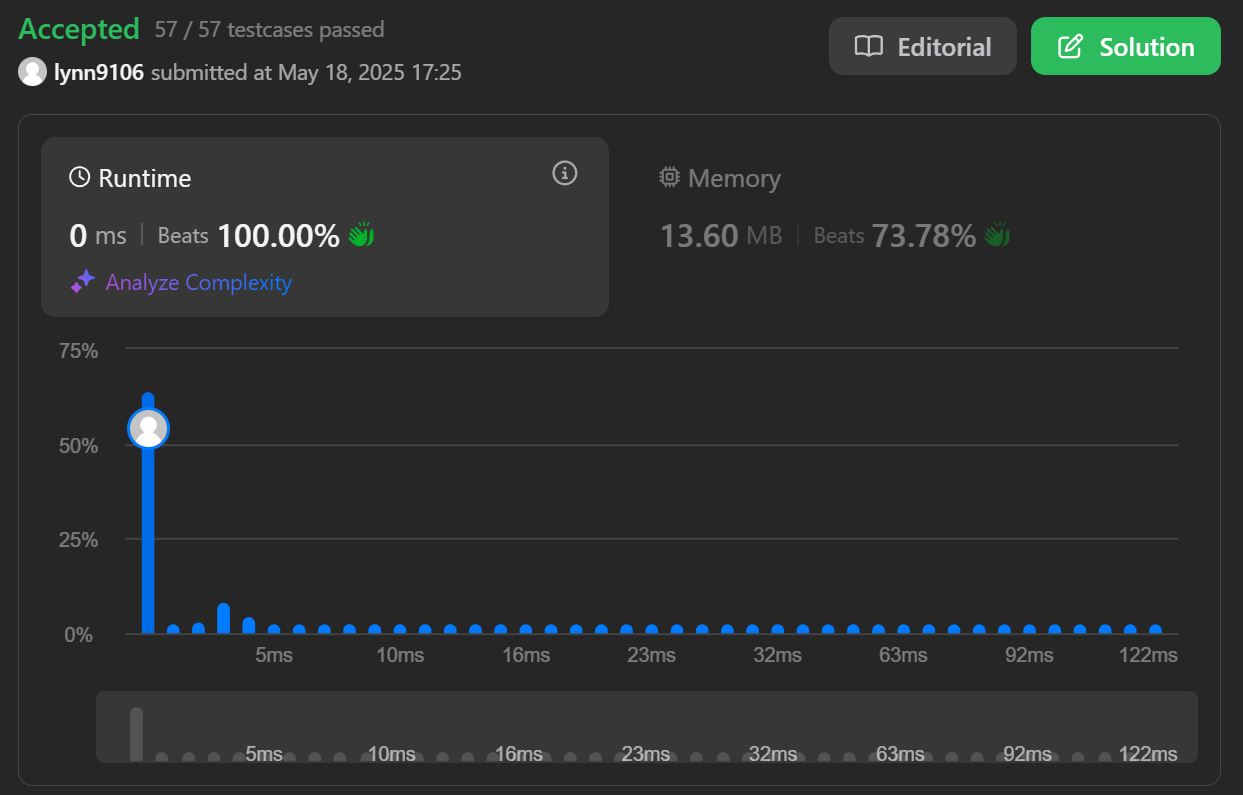 Accepted 57 / 57 testcases passed
Editorial
Solution
lynn9106 submitted at May 18, 2025 17:25
Runtime
Memory
0 ms | Beats 100.00%
13.60 MB | Beats 73.78%
Analyze Complexity
75%
50%
25%
0%
5ms 10ms 16ms 23ms 32ms 63ms 92ms 122ms
5ms 10ms 16ms 23ms 32ms 63ms 92ms 122ms